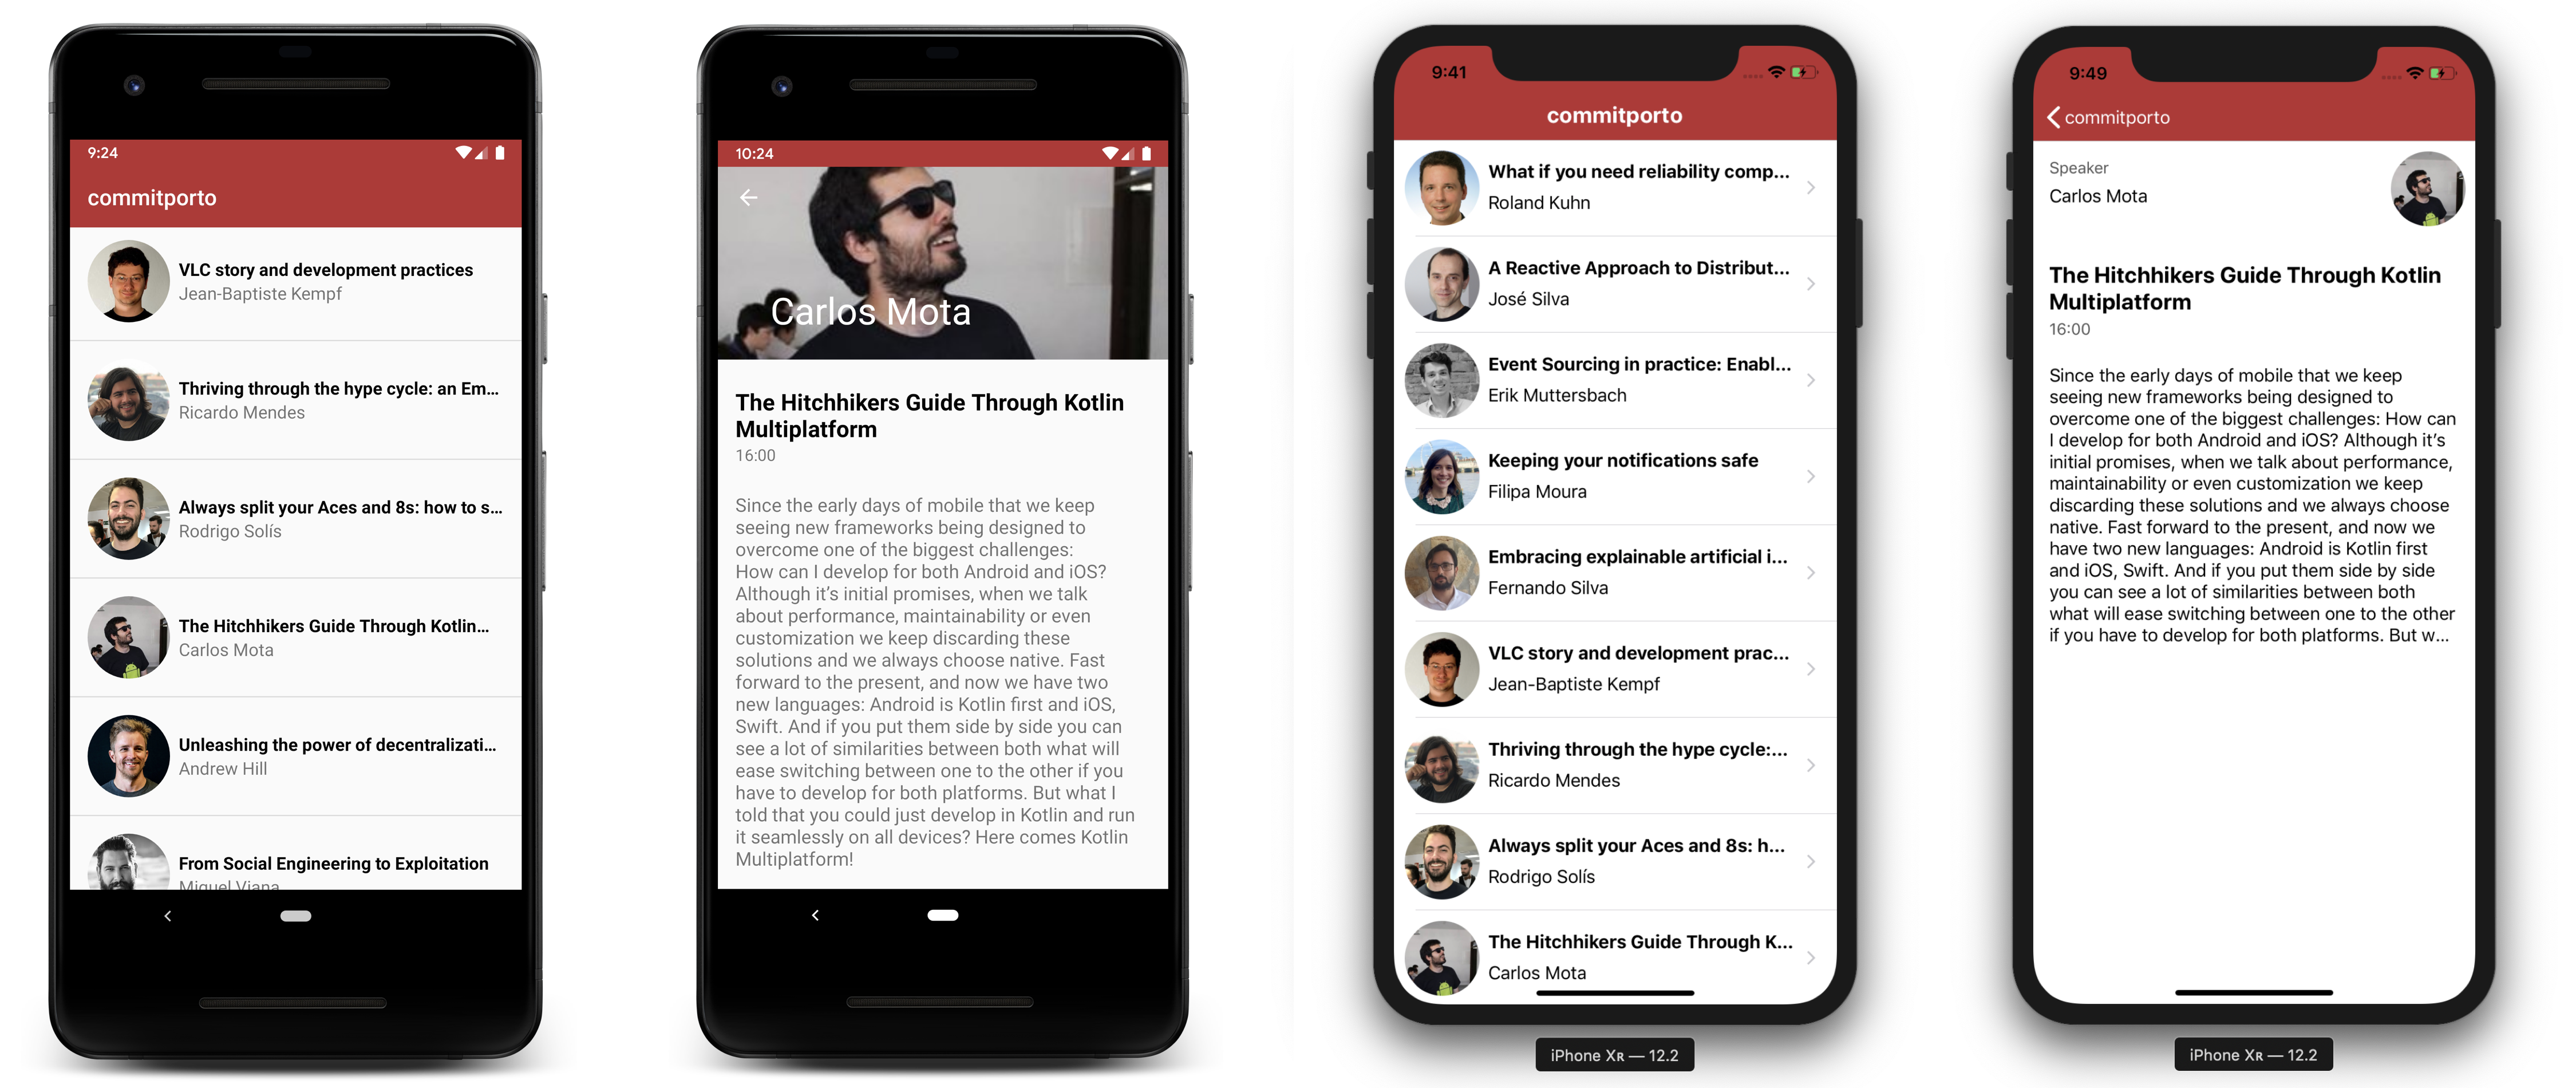 9:24
commitporto
VLC story and development practices
Jean-Baptiste Kempf
Thriving through the hype cycle: an Em...
Ricardo Mendes
Always split your Aces and 8s: how to s...
Rodrigo Solís
The Hitchhikers Guide Through Kotlin...
Carlos Mota
Unleashing the power of decentralizati...
Andrew Hill
From Social Engineering to Exploitation
Miguel Viana
10:24
Carlos Mota
The Hitchhikers Guide Through Kotlin
Multiplatform
16:00
Since the early days of mobile that we keep
seeing new frameworks being designed to
overcome one of the biggest challenges:
How can I develop for both Android and iOS?
Although it’s initial promises, when we talk
about performance, maintainability or even
customization we keep discarding these
solutions and we always choose native. Fast
forward to the present, and now we have two
new languages: Android is Kotlin first and iOS,
Swift. And if you put them side by side you can
see a lot of similarities between both what will
ease switching between one to the other if you
have to develop for both platforms. But what I
told that you could just develop in Kotlin and run
it seamlessly on all devices? Here comes Kotlin
Multiplatform!
9:41
commitporto
What if you need reliability comp...
Roland Kuhn
A Reactive Approach to Distribut...
José Silva
Event Sourcing in practice: Enabl...
Erik Muttersbach
Keeping your notifications safe
Filipa Moura
Embracing explainable artificial i...
Fernando Silva
VLC story and development prac...
Jean-Baptiste Kempf
Thriving through the hype cycle:...
Ricardo Mendes
Always split your Aces and 8s: h...
Rodrigo Solís
The Hitchhikers Guide Through K...
Carlos Mota
iPhone XR — 12.2
9:49
commitporto
Speaker
Carlos Mota
The Hitchhikers Guide Through Kotlin
Multiplatform
16:00
Since the early days of mobile that we keep
seeing new frameworks being designed to
overcome one of the biggest challenges: How can
I develop for both Android and iOS? Although it’s
initial promises, when we talk about performance,
maintainability or even customization we keep
discarding these solutions and we always choose
native. Fast forward to the present, and now we
have two new languages: Android is Kotlin first
and iOS, Swift. And if you put them side by side
you can see a lot of similarities between both
what will ease switching between one to the other
if you have to develop for both platforms. But w...
iPhone XR — 12.2